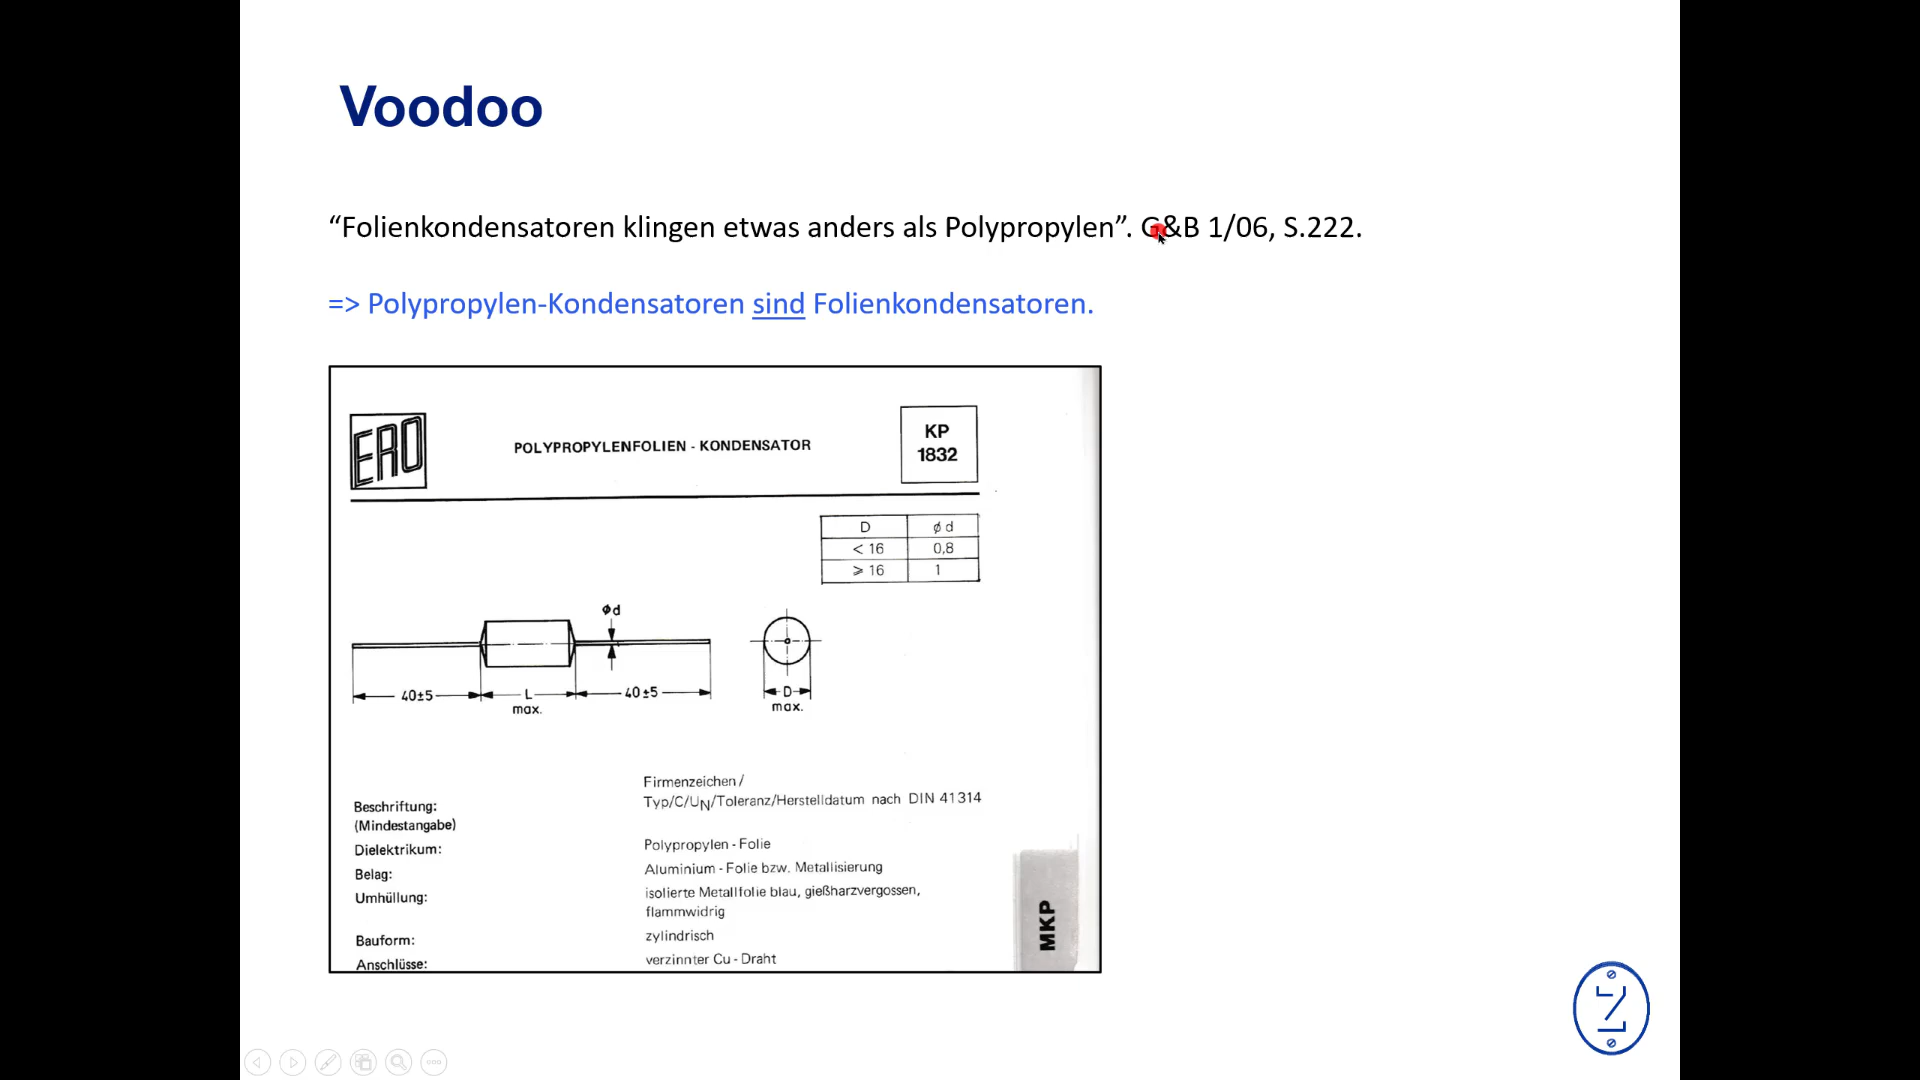 Voodoo
“Folienkondensatoren klingen etwas anders als Polypropylen”. G&B 1/06, S.222.
=> Polypropylen-Kondensatoren sind Folienkondensatoren.
ERO
POLYPROPYLENFOLIEN - KONDENSATOR
KP
1832
D ø d
< 16 0,8
⩾ 16 1
ød
40±5 L 40±5 D
max. max.
Firmenzeichen /
Beschriftung: Typ/C/UN/Toleranz/Herstelldatum nach DIN 41314
(Mindestangabe)
Dielektrikum: Polypropylen - Folie
Belag: Aluminium - Folie bzw. Metallisierung
Umhüllung: isolierte Metallfolie blau, gießharzvergossen,
flammwidrig
Bauform: zylindrisch
Anschlüsse: verzinnter Cu - Draht
MKP